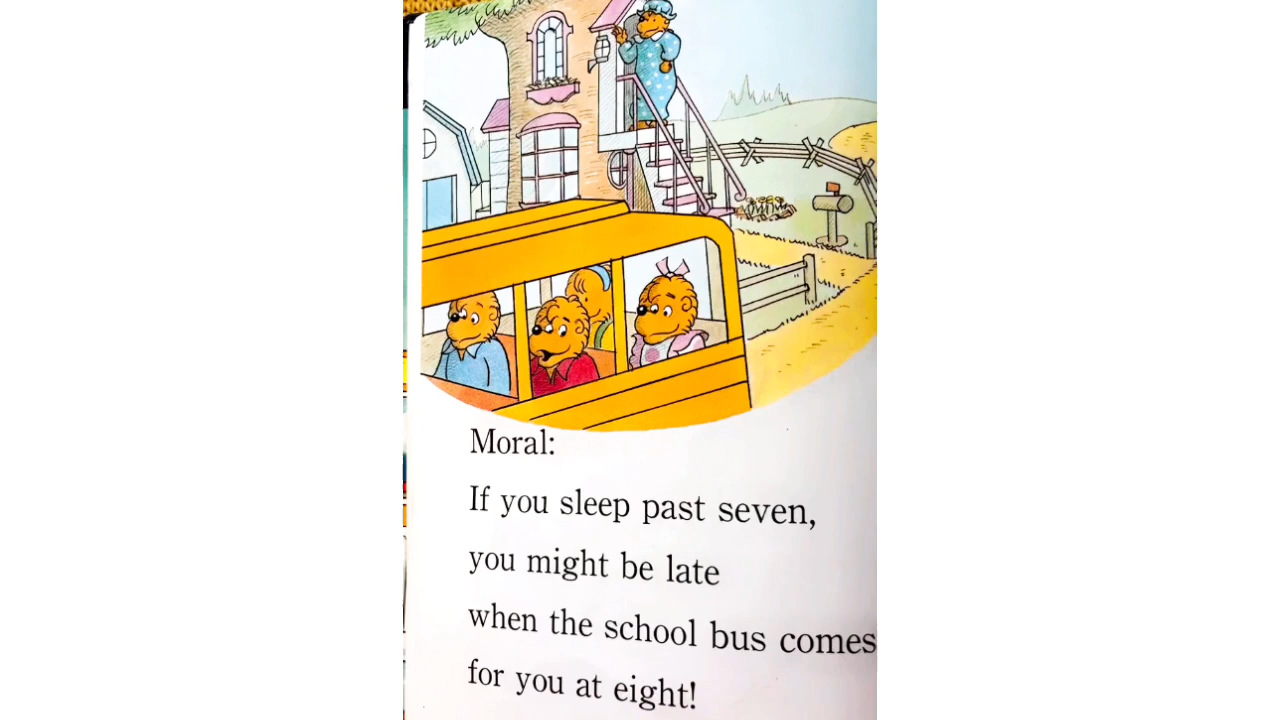 Moral:
If you sleep past seven,
you might be late
when the school bus comes
for you at eight!